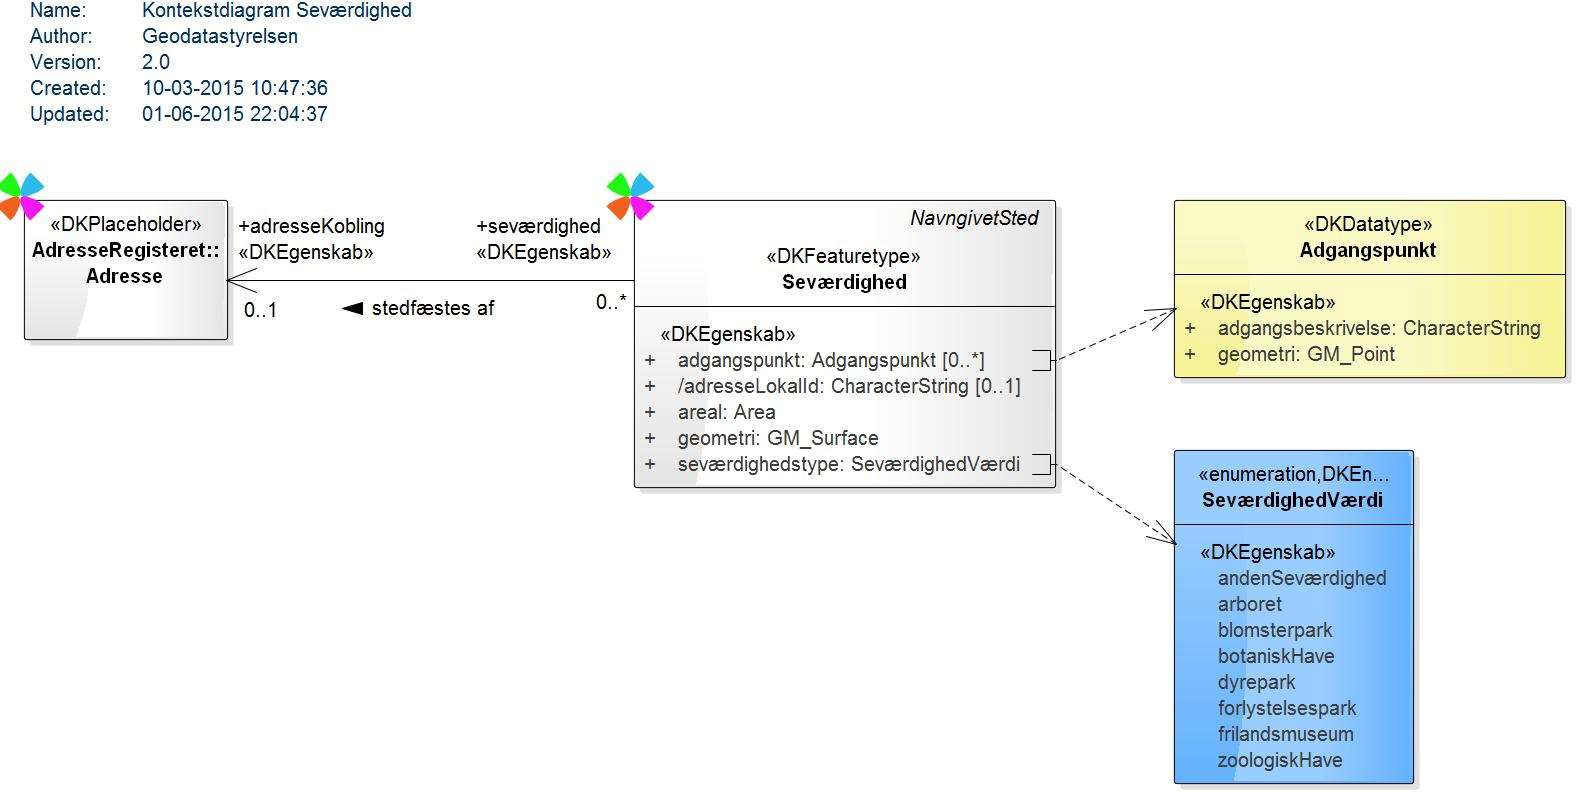 Name: Kontekstdiagram Seværdighed
Author: Geodatastyrelsen
Version: 2.0
Created: 10-03-2015 10:47:36
Updated: 01-06-2015 22:04:37
«DKPlaceholder»
AdresseRegisteret::
Adresse
+adresseKobling
«DKEgenskab»
0..1
stedfæstes af
+seværdighed
«DKEgenskab»
0..*
NavngivetSted
«DKFeaturetype»
Seværdighed
«DKEgenskab»
+ adgangspunkt: Adgangspunkt [0..*]
+ /adresseLokalId: CharacterString [0..1]
+ areal: Area
+ geometri: GM_Surface
+ seværdighedstype: SeværdighedVærdi
«DKDatatype»
Adgangspunkt
«DKEgenskab»
+ adgangsbeskrivelse: CharacterString
+ geometri: GM_Point
«enumeration,DKEn...
SeværdighedVærdi
«DKEgenskab»
andenSeværdighed
arboret
blomsterpark
botaniskHave
dyrepark
forlystelsespark
frilandsmuseum
zoologiskHave